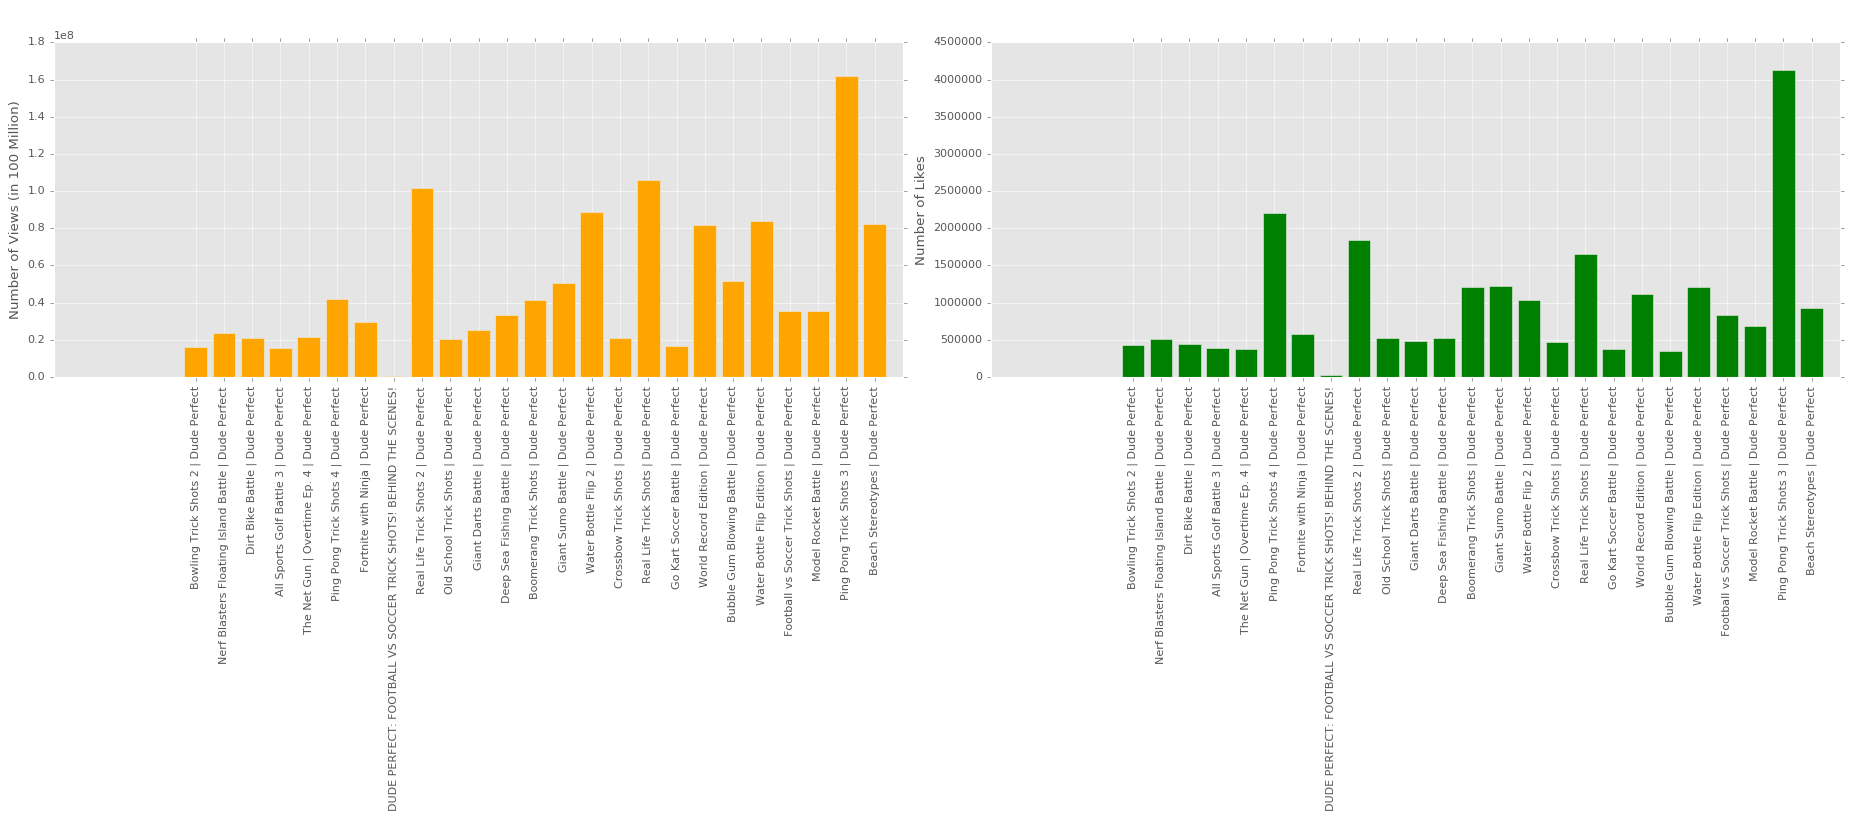 1e8
1.8
1.6
1.4
1.2
1.0
0.8
0.6
0.4
0.2
0.0
Number of Views (in 100 Million)
Bowling Trick Shots 2 | Dude Perfect
Nerf Blasters Floating Island Battle | Dude Perfect
Dirt Bike Battle | Dude Perfect
All Sports Golf Battle 3 | Dude Perfect
The Net Gun | Overtime Ep. 4 | Dude Perfect
Ping Pong Trick Shots 4 | Dude Perfect
Fortnite with Ninja | Dude Perfect
DUDE PERFECT: FOOTBALL VS SOCCER TRICK SHOTS! BEHIND THE SCENES!
Real Life Trick Shots 2 | Dude Perfect
Old School Trick Shots | Dude Perfect
Giant Darts Battle | Dude Perfect
Deep Sea Fishing Battle | Dude Perfect
Boomerang Trick Shots | Dude Perfect
Giant Sumo Battle | Dude Perfect
Water Bottle Flip 2 | Dude Perfect
Crossbow Trick Shots | Dude Perfect
Real Life Trick Shots | Dude Perfect
Go Kart Soccer Battle | Dude Perfect
World Record Edition | Dude Perfect
Bubble Gum Blowing Battle | Dude Perfect
Water Bottle Flip Edition | Dude Perfect
Football vs Soccer Trick Shots | Dude Perfect
Model Rocket Battle | Dude Perfect
Ping Pong Trick Shots 3 | Dude Perfect
Beach Stereotypes | Dude Perfect
4500000
4000000
3500000
3000000
2500000
2000000
1500000
1000000
500000
0
Number of Likes
Bowling Trick Shots 2 | Dude Perfect
Nerf Blasters Floating Island Battle | Dude Perfect
Dirt Bike Battle | Dude Perfect
All Sports Golf Battle 3 | Dude Perfect
The Net Gun | Overtime Ep. 4 | Dude Perfect
Ping Pong Trick Shots 4 | Dude Perfect
Fortnite with Ninja | Dude Perfect
DUDE PERFECT: FOOTBALL VS SOCCER TRICK SHOTS! BEHIND THE SCENES!
Real Life Trick Shots 2 | Dude Perfect
Old School Trick Shots | Dude Perfect
Giant Darts Battle | Dude Perfect
Deep Sea Fishing Battle | Dude Perfect
Boomerang Trick Shots | Dude Perfect
Giant Sumo Battle | Dude Perfect
Water Bottle Flip 2 | Dude Perfect
Crossbow Trick Shots | Dude Perfect
Real Life Trick Shots | Dude Perfect
Go Kart Soccer Battle | Dude Perfect
World Record Edition | Dude Perfect
Bubble Gum Blowing Battle | Dude Perfect
Water Bottle Flip Edition | Dude Perfect
Football vs Soccer Trick Shots | Dude Perfect
Model Rocket Battle | Dude Perfect
Ping Pong Trick Shots 3 | Dude Perfect
Beach Stereotypes | Dude Perfect